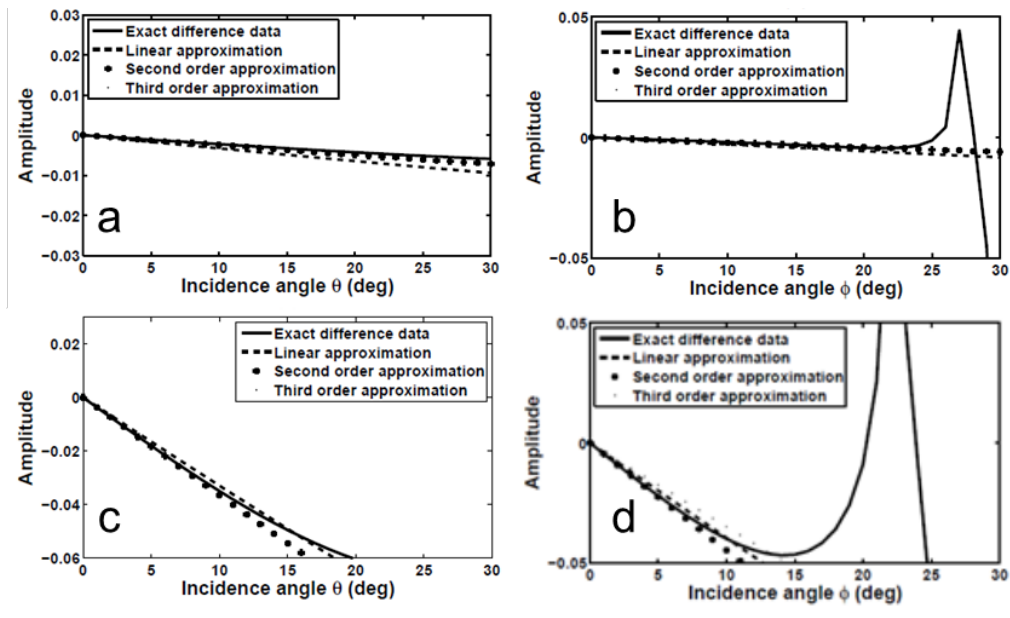 0.03
0.02
0.01
0
−0.01
−0.02
−0.03
Amplitude
Exact difference data
Linear approximation
Second order approximation
Third order approximation
a
0 5 10 15 20 25 30
Incidence angle θ (deg)
0.05
0
−0.05
Amplitude
Exact difference data
Linear approximation
Second order approximation
Third order approximation
b
0 5 10 15 20 25 30
Incidence angle ϕ (deg)
0.02
0
−0.02
−0.04
−0.06
Amplitude
Exact difference data
Linear approximation
Second order approximation
Third order approximation
c
0 5 10 15 20 25 30
Incidence angle θ (deg)
0.05
0
−0.05
Amplitude
Exact difference data
Linear approximation
Second order approximation
Third order approximation
d
0 5 10 15 20 25 30
Incidence angle ϕ (deg)